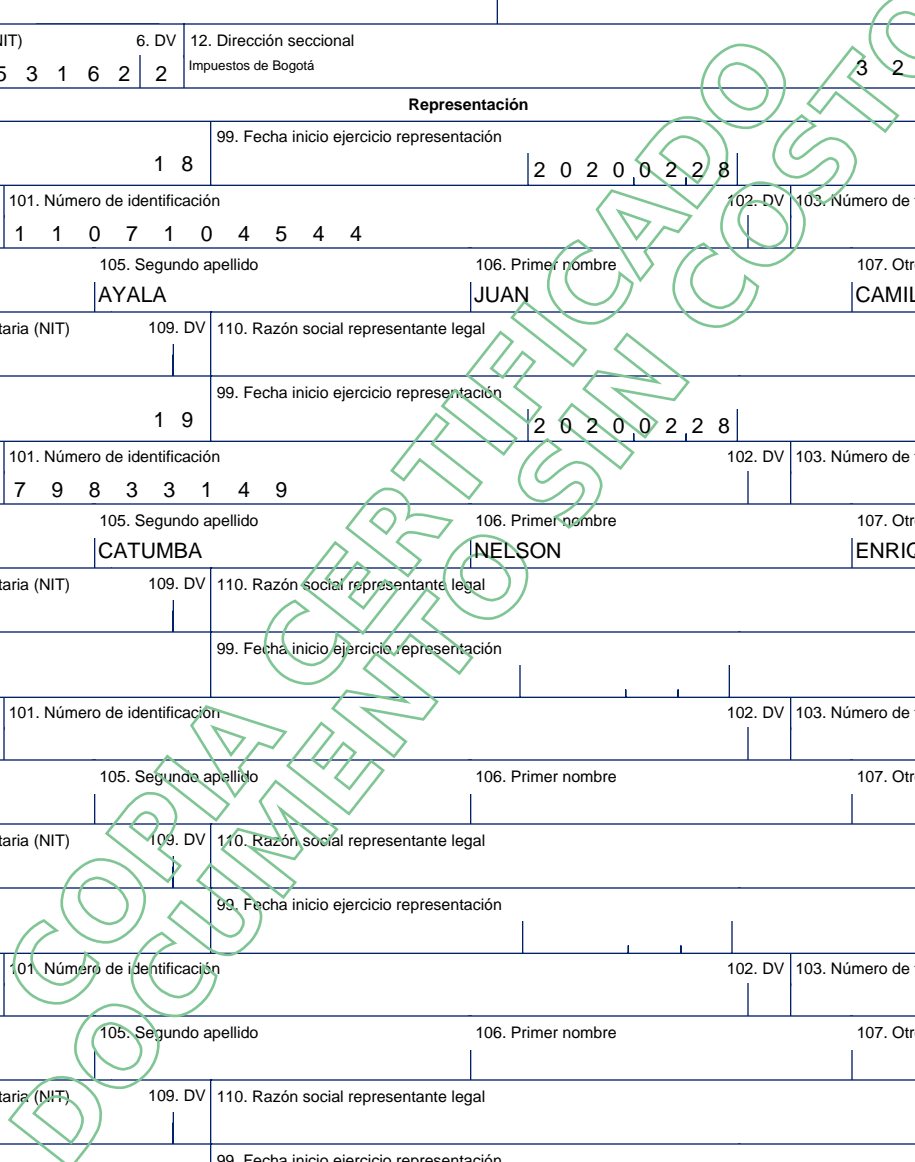 NIT) 6. DV 12. Dirección seccional
5 3 1 6 2 2 Impuestos de Bogotá 3 2
Representación
99. Fecha inicio ejercicio representación
1 8 2 0 2 0 0 2 2 8
101. Número de identificación 102. DV 103. Número de
1 1 0 7 1 0 4 5 4 4
105. Segundo apellido 106. Primer nombre 107. Otr
AYALA JUAN CAMIL
taria (NIT) 109. DV 110. Razón social representante legal
99. Fecha inicio ejercicio representación
1 9 2 0 2 0 0 2 2 8
101. Número de identificación 102. DV 103. Número de
7 9 8 3 3 1 4 9
105. Segundo apellido 106. Primer nombre 107. Otr
CATUMBA NELSON ENRIQ
taria (NIT) 109. DV 110. Razón social representante legal
99. Fecha inicio ejercicio representación
101. Número de identificación 102. DV 103. Número de
105. Segundo apellido 106. Primer nombre 107. Otr
taria (NIT) 109. DV 110. Razón social representante legal
99. Fecha inicio ejercicio representación
101. Número de identificación 102. DV 103. Número de
105. Segundo apellido 106. Primer nombre 107. Otr
taria (NIT) 109. DV 110. Razón social representante legal
99. Fecha inicio ejercicio representación
COPIA CERTIFICADO
DOCUMENTO SIN COSTO